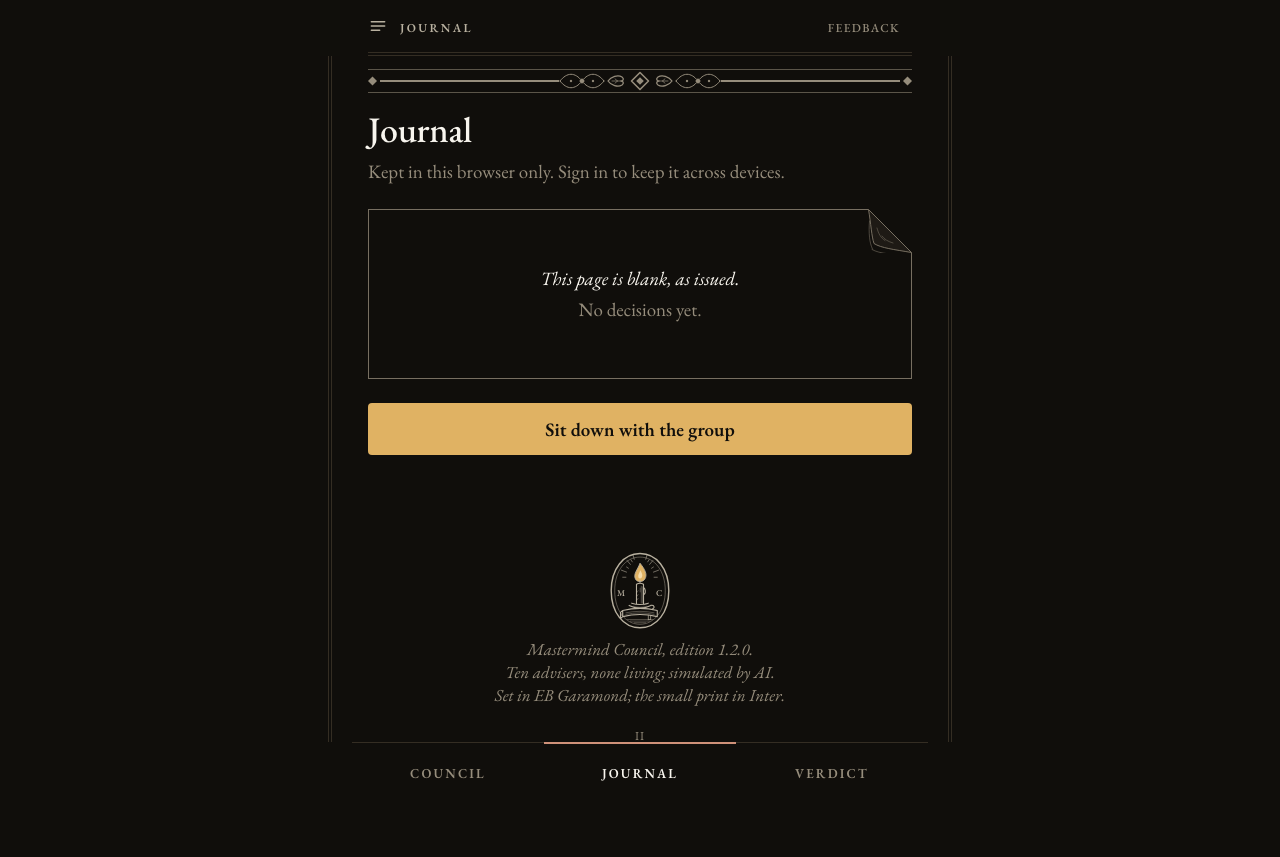 JOURNAL
FEEDBACK
Journal
Kept in this browser only. Sign in to keep it across devices.
This page is blank, as issued.
No decisions yet.
Sit down with the group
M C
Mastermind Council, edition 1.2.0.
Ten advisers, none living; simulated by AI.
Set in EB Garamond; the small print in Inter.
II
COUNCIL
JOURNAL
VERDICT